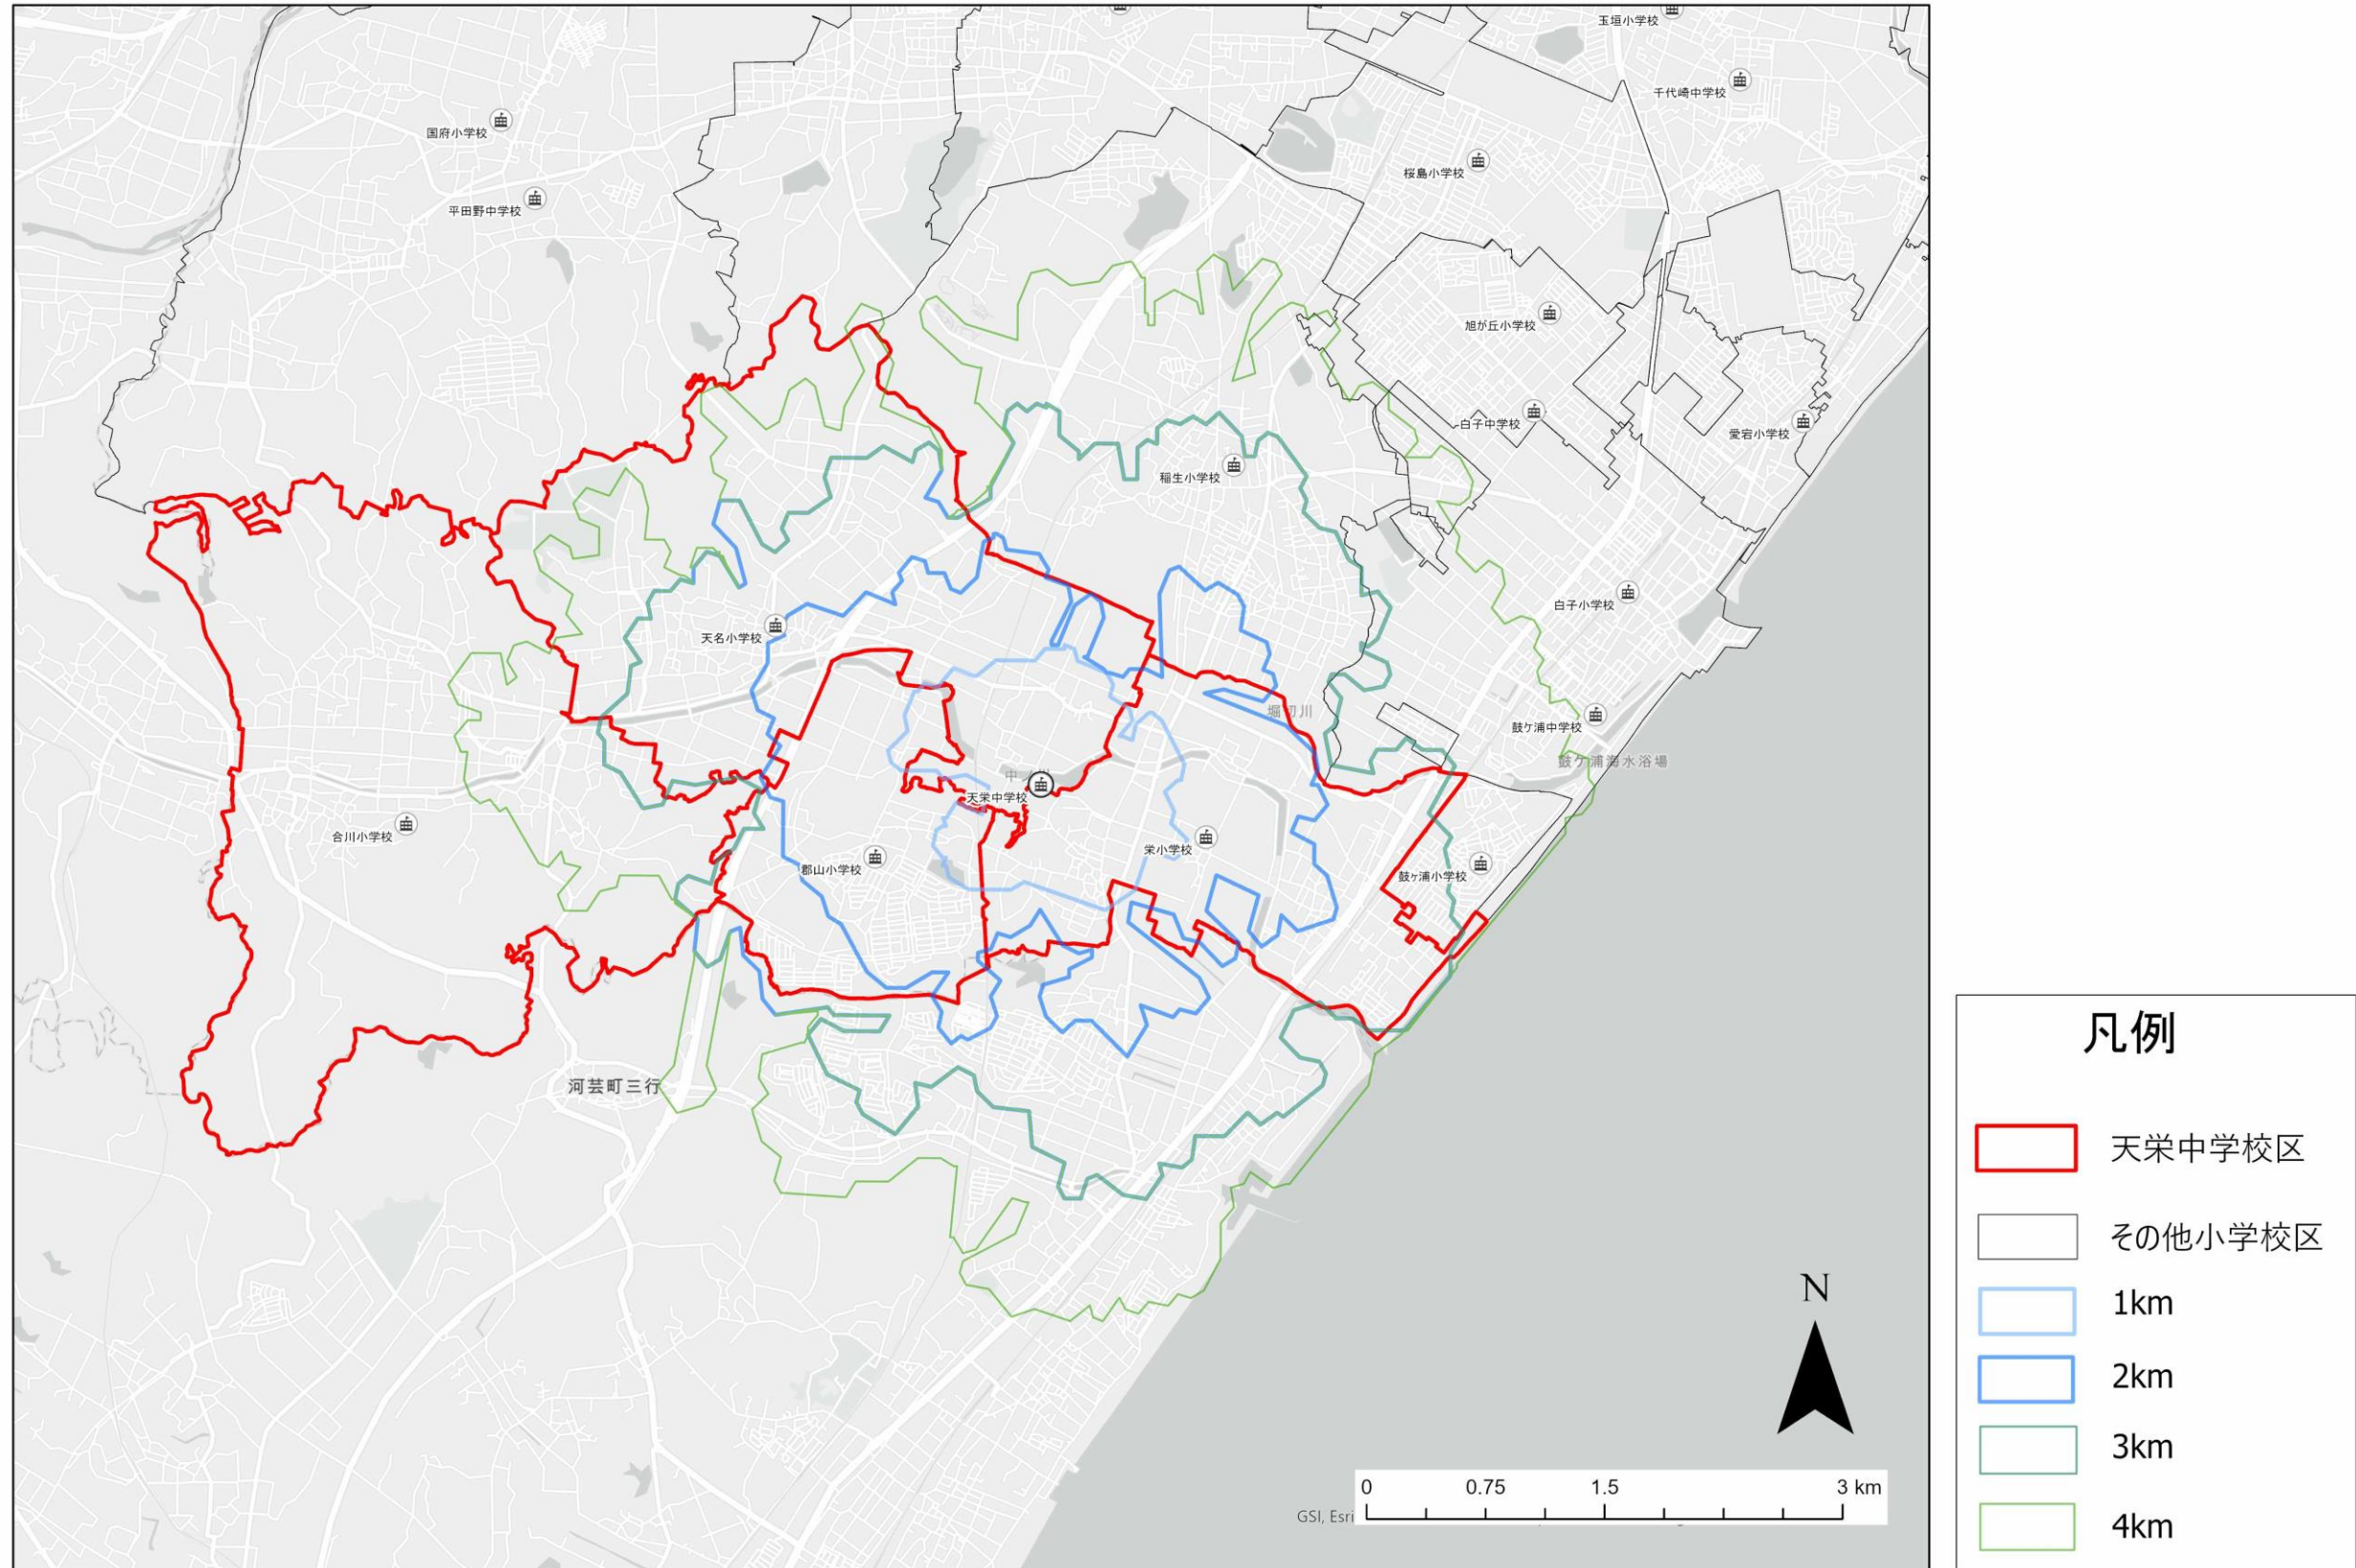 玉垣小学校
千代崎中学校
国府小学校
桜島小学校
平田野中学校
旭が丘小学校
白子中学校
愛宕小学校
稲生小学校
白子小学校
天名小学校
堀切川
鼓ケ浦中学校
鼓ケ浦海水浴場
天栄中学校
合川小学校
栄小学校
郡山小学校
鼓ヶ浦小学校
河芸町三行
N
0 0.75 1.5 3 km
GSI, Esri
凡例
天栄中学校区
その他小学校区
1km
2km
3km
4km